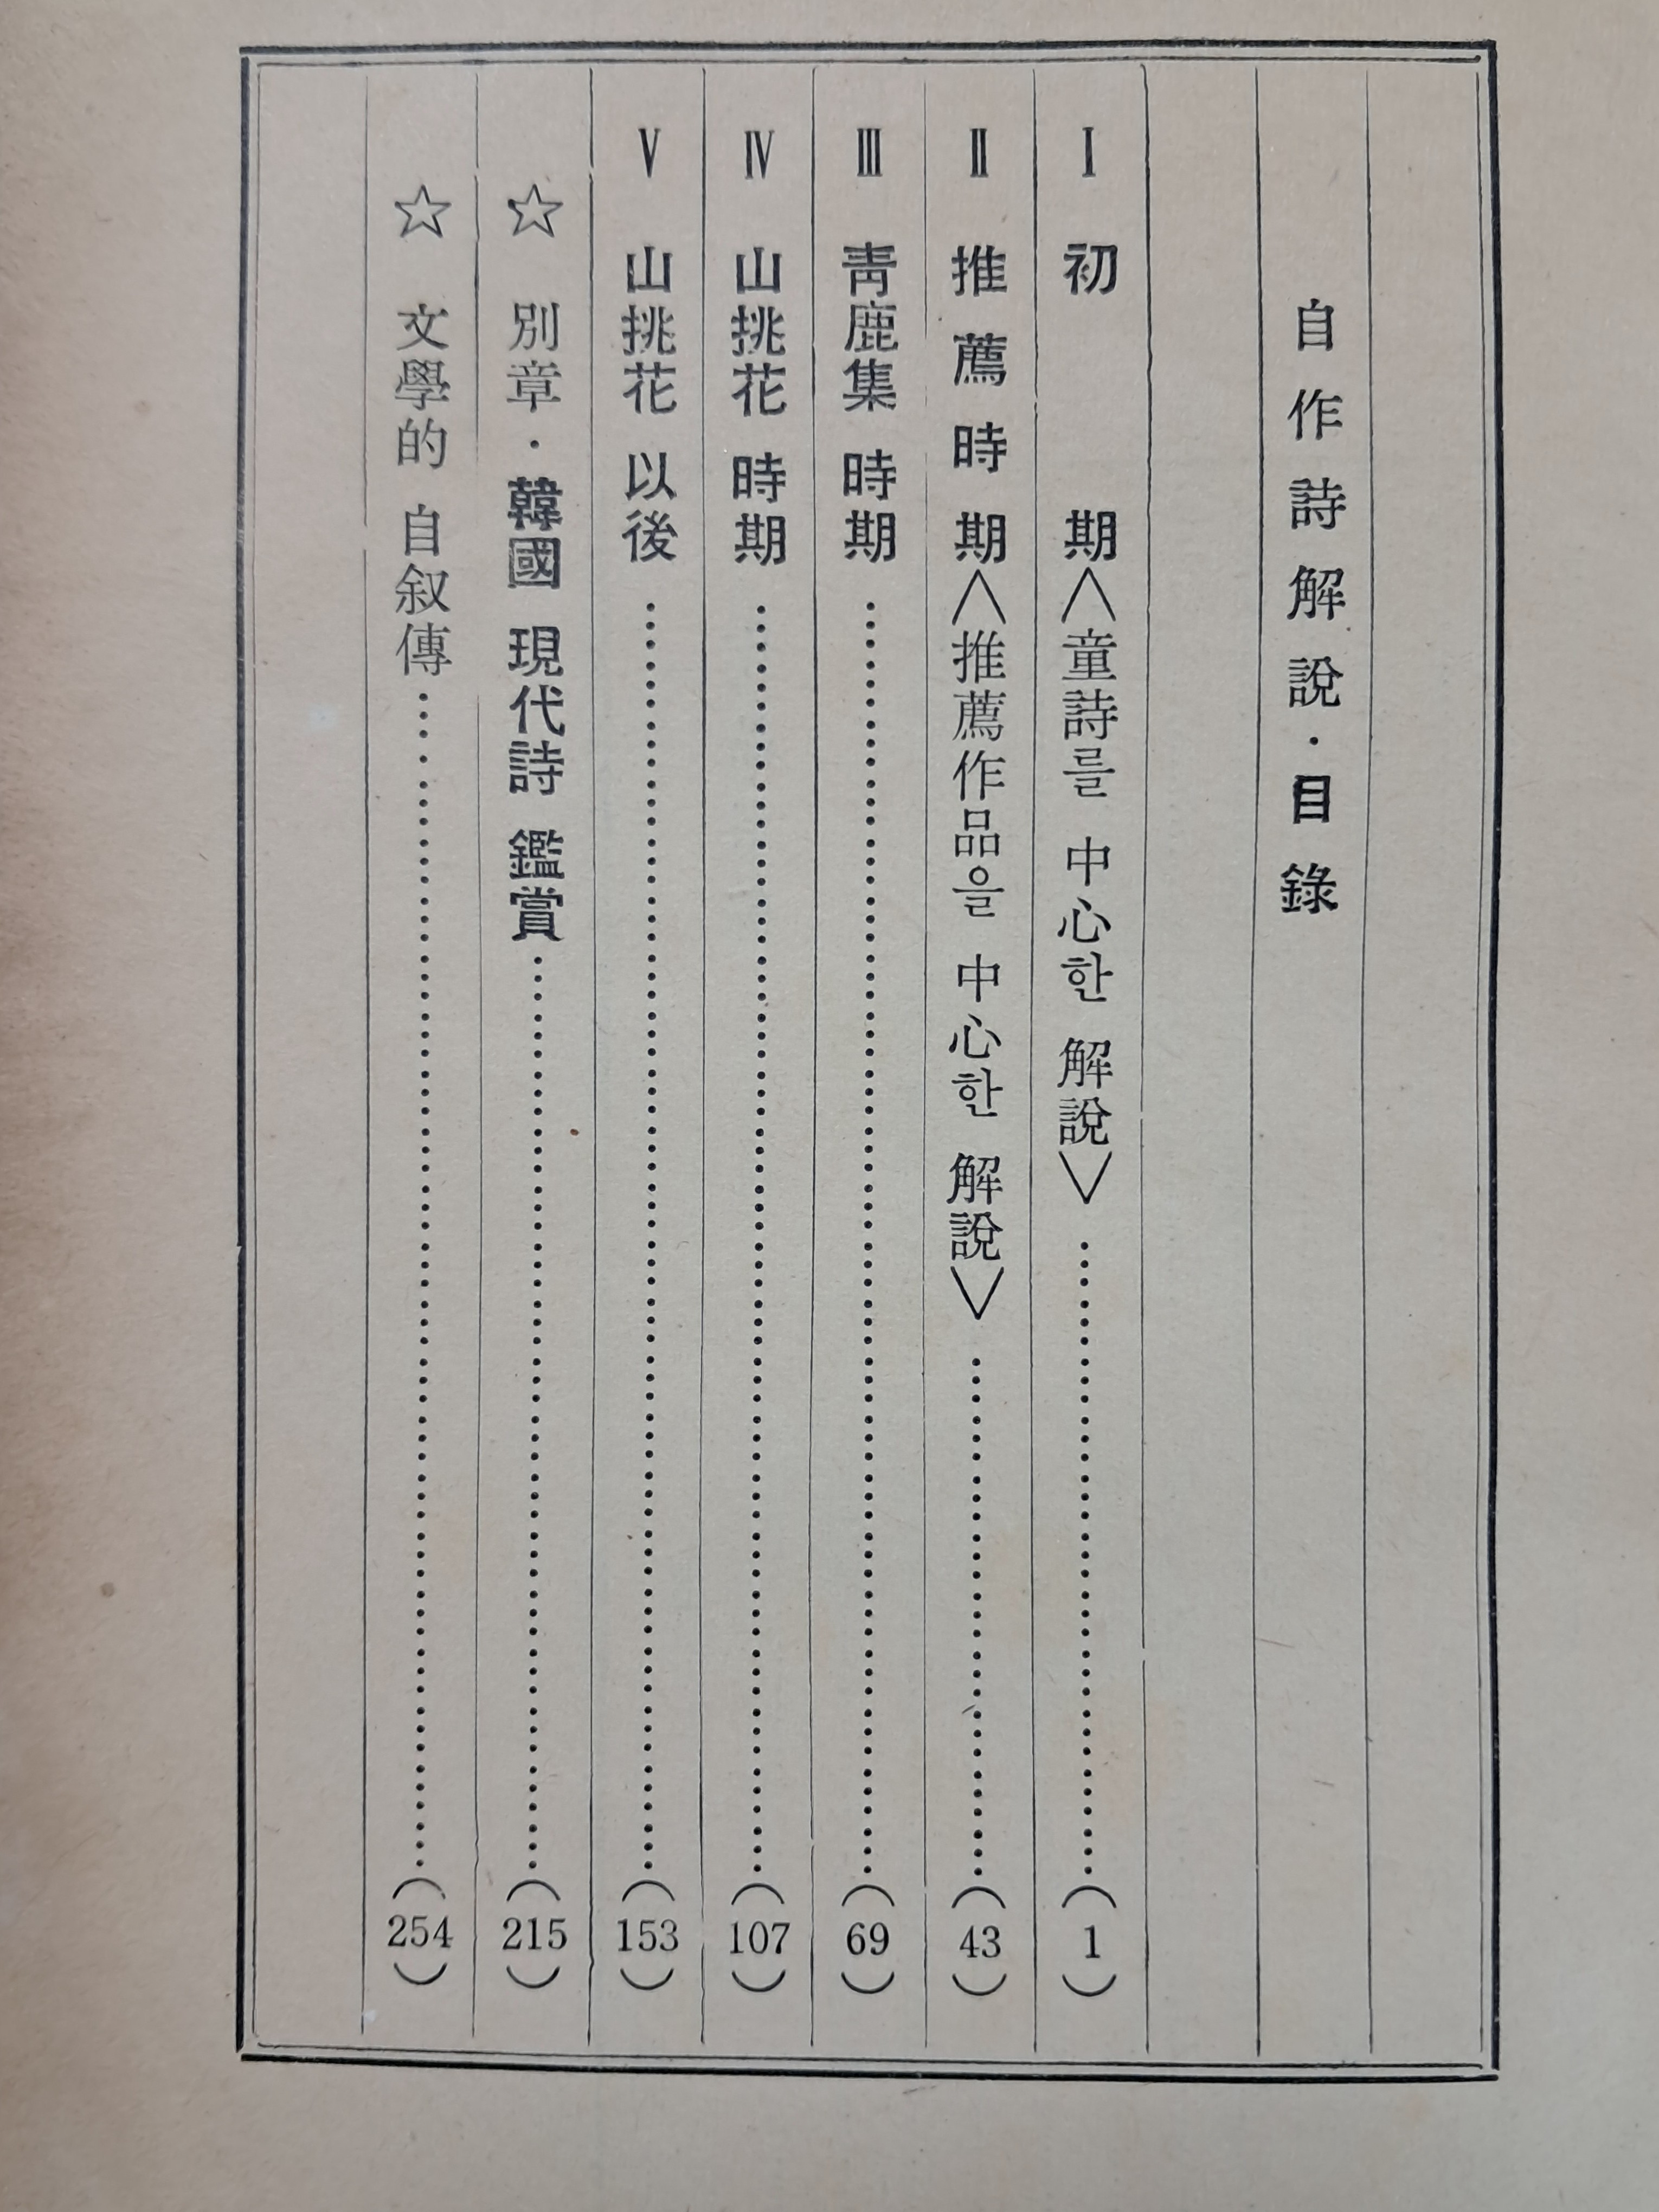 自作詩解說・目錄
Ⅰ 初期<童詩를 中心한 解說>……(1)
Ⅱ 推薦時期<推薦作品을 中心한 解說>……(43)
Ⅲ 靑鹿集 時期……(69)
Ⅳ 山挑花 時期……(107)
Ⅴ 山挑花 以後……(153)
☆ 別章・韓國 現代詩 鑑賞……(215)
☆ 文學的 自叙傳……(254)